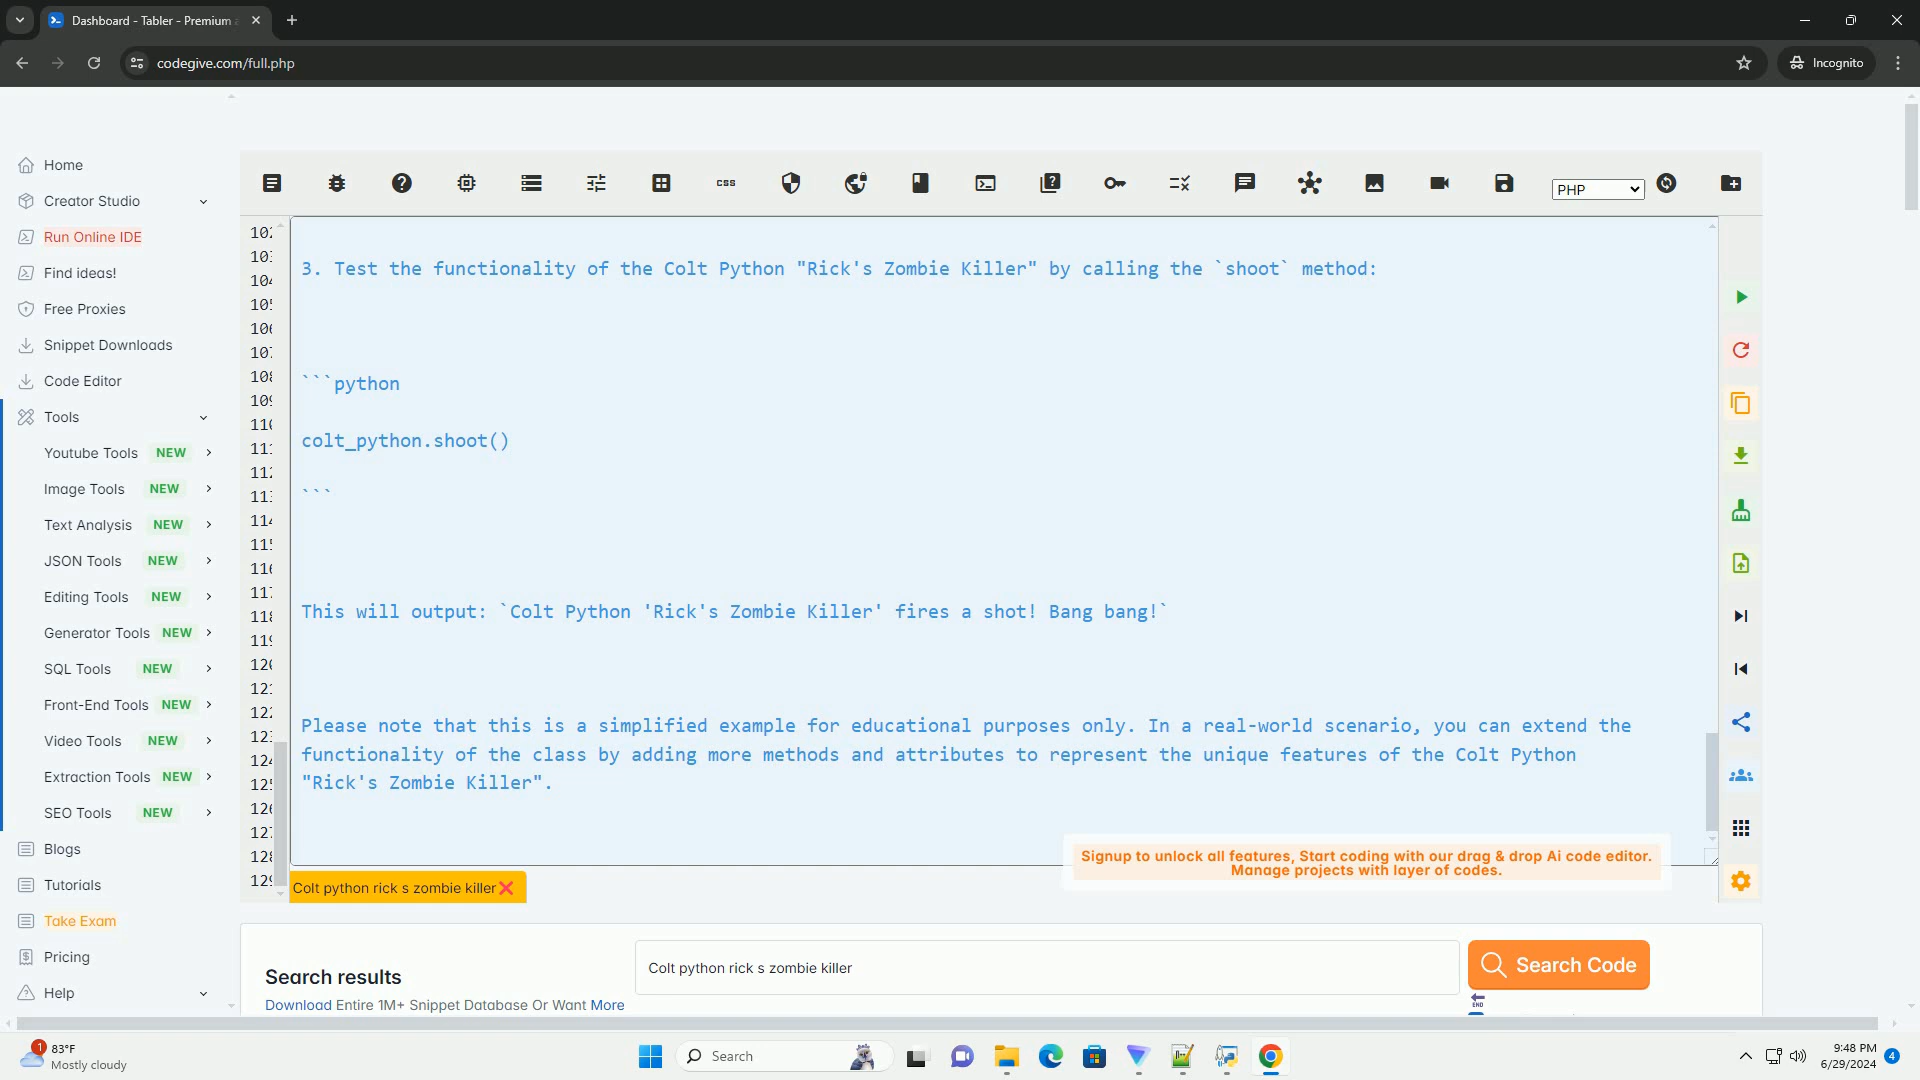 Dashboard - Tabler - Premium
codegive.com/full.php
Incognito
Home
Creator Studio
Run Online IDE
Find ideas!
Free Proxies
Snippet Downloads
Code Editor
Tools
Youtube Tools NEW
Image Tools NEW
Text Analysis NEW
JSON Tools NEW
Editing Tools NEW
Generator Tools NEW
SQL Tools NEW
Front-End Tools NEW
Video Tools NEW
Extraction Tools NEW
SEO Tools NEW
Blogs
Tutorials
Take Exam
Pricing
Help
css
PHP
3. Test the functionality of the Colt Python "Rick's Zombie Killer" by calling the `shoot` method:
```python
colt_python.shoot()
```
This will output: `Colt Python 'Rick's Zombie Killer' fires a shot! Bang bang!`
Please note that this is a simplified example for educational purposes only. In a real-world scenario, you can extend the
functionality of the class by adding more methods and attributes to represent the unique features of the Colt Python
"Rick's Zombie Killer".
Signup to unlock all features, Start coding with our drag & drop Ai code editor.
Manage projects with layer of codes.
Colt python rick s zombie killer
Search results
Download Entire 1M+ Snippet Database Or Want More
Colt python rick s zombie killer
Search Code
END
1
83°F
Mostly cloudy
Search
9:48 PM
6/29/2024
4